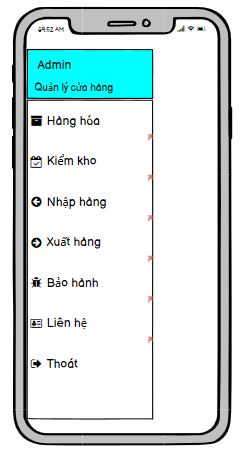 09:52 AM
Admin
Quản lý cửa hàng
Hàng hóa
Kiểm kho
Nhập hàng
Xuất hàng
Bảo hành
Liên hệ
Thoát